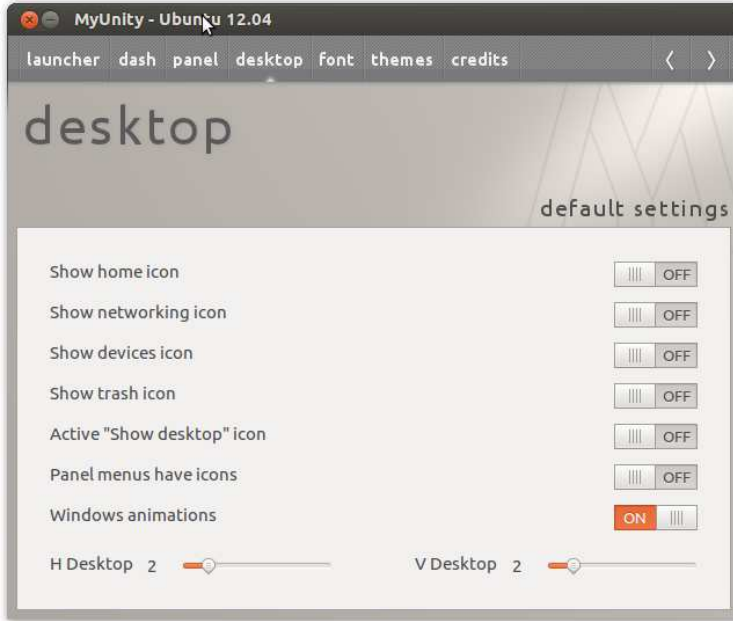 MyUnity - Ubuntu 12.04
launcher dash panel desktop font themes credits
desktop
default settings
Show home icon OFF
Show networking icon OFF
Show devices icon OFF
Show trash icon OFF
Active "Show desktop" icon OFF
Panel menus have icons OFF
Windows animations ON
H Desktop 2 V Desktop 2